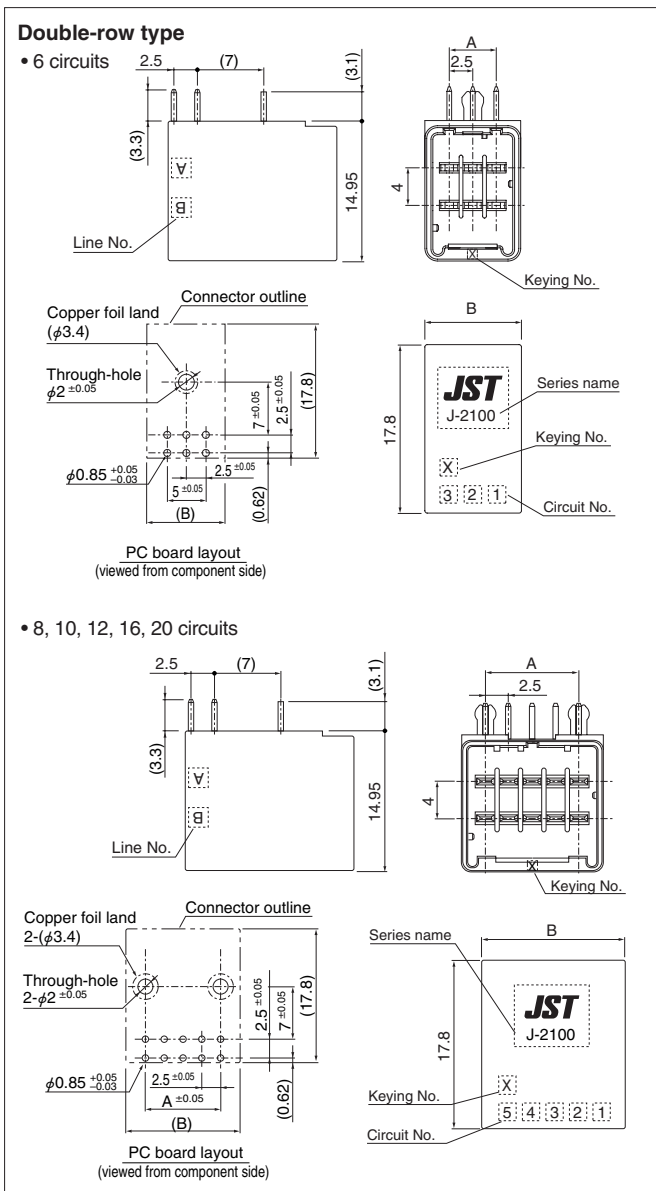 Double-row type
• 6 circuits
2.5
(7)
(3.1)
(3.3)
14.95
A
B
Line No.
A
2.5
4
X
Keying No.
Copper foil land
(φ3.4)
Connector outline
Through-hole
φ2 ±0.05
7 ±0.05
2.5 ±0.05
(17.8)
φ0.85 +0.05 -0.03
2.5 ±0.05
5 ±0.05
(0.62)
(B)
PC board layout
(viewed from component side)
B
17.8
JST
J-2100
Series name
X
Keying No.
3 2 1
Circuit No.
• 8, 10, 12, 16, 20 circuits
2.5
(7)
(3.1)
(3.3)
14.95
A
B
Line No.
A
2.5
4
X
Keying No.
Copper foil land
2-(φ3.4)
Connector outline
Through-hole
2-φ2 ±0.05
2.5 ±0.05
7 ±0.05
(17.8)
φ0.85 +0.05 -0.03
2.5 ±0.05
A ±0.05
(0.62)
(B)
PC board layout
(viewed from component side)
Series name
B
17.8
JST
J-2100
Keying No.
X
Circuit No.
5 4 3 2 1